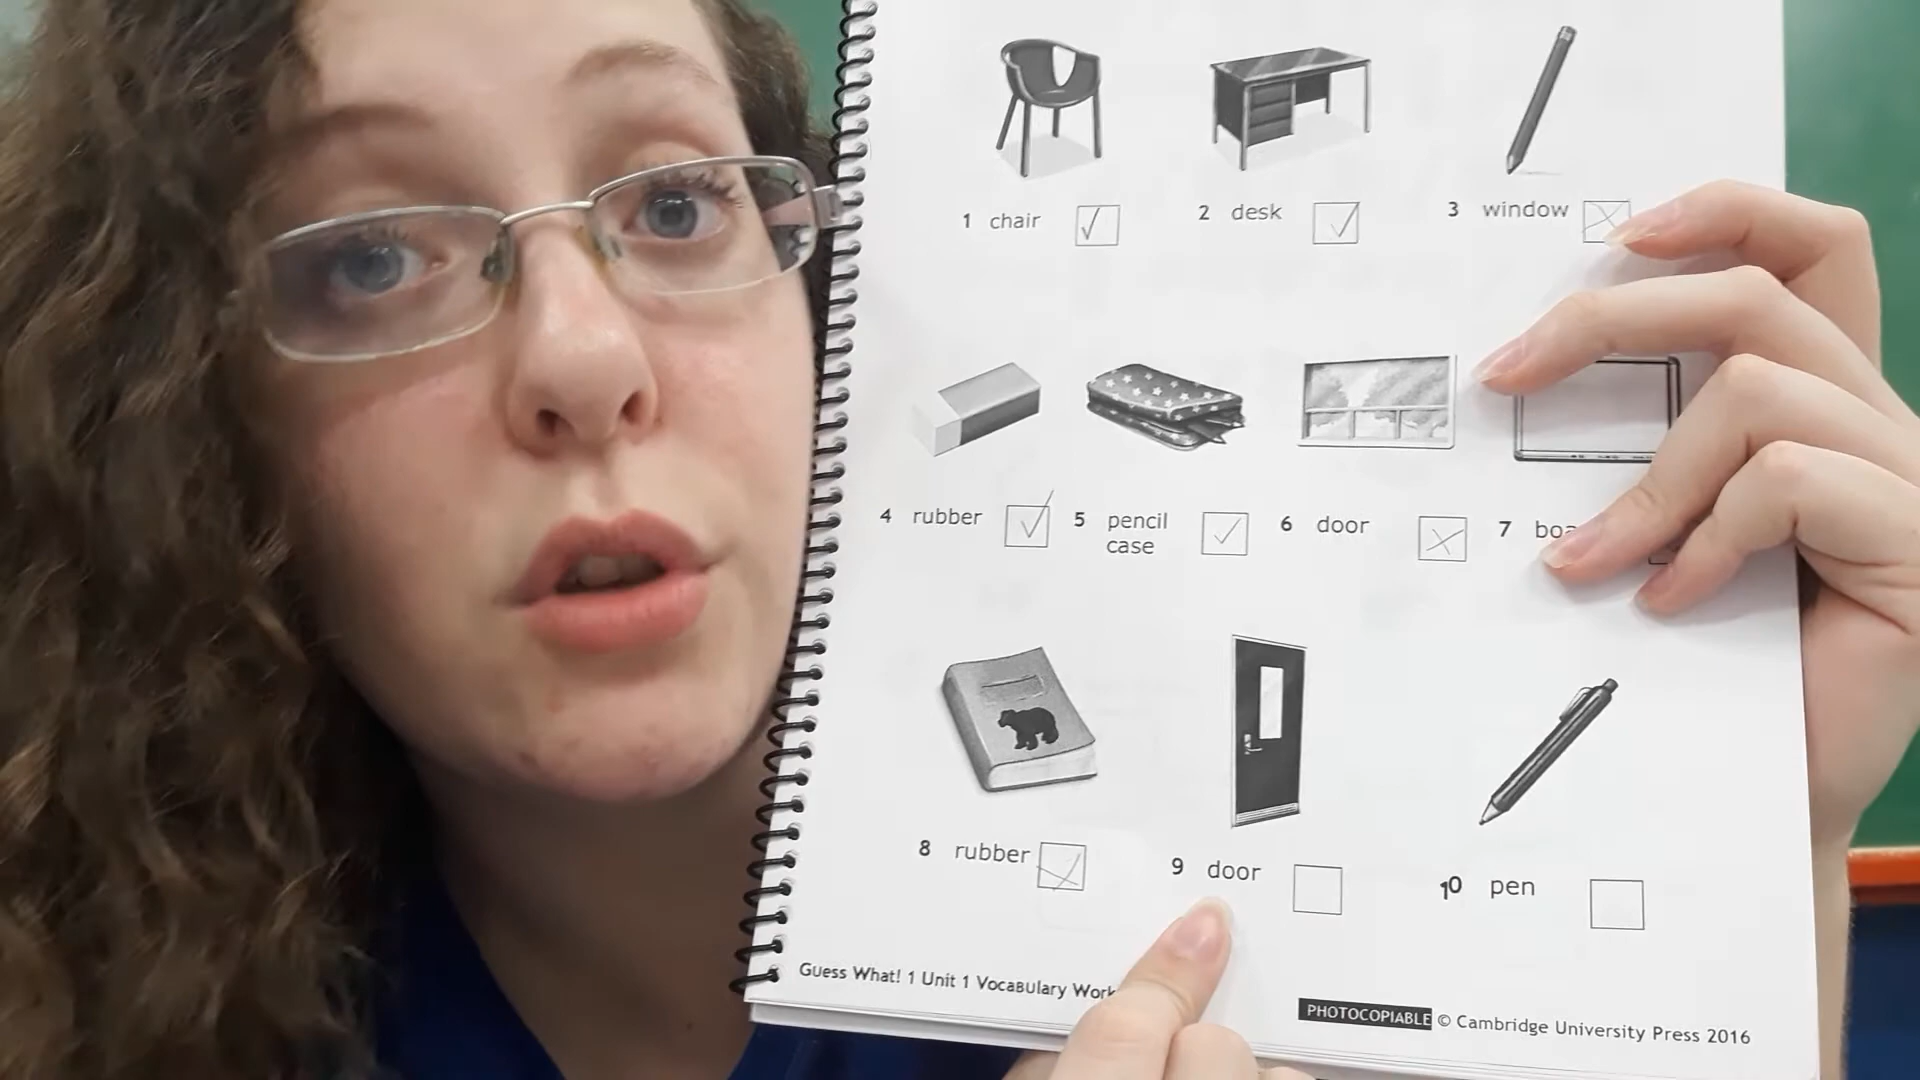 1 chair 2 desk 3 window
4 rubber 5 pencil case 6 door 7
8 rubber 9 door 10 pen
Guess What! 1 Unit 1 Vocabulary
PHOTOCOPIABLE © Cambridge University Press 2016